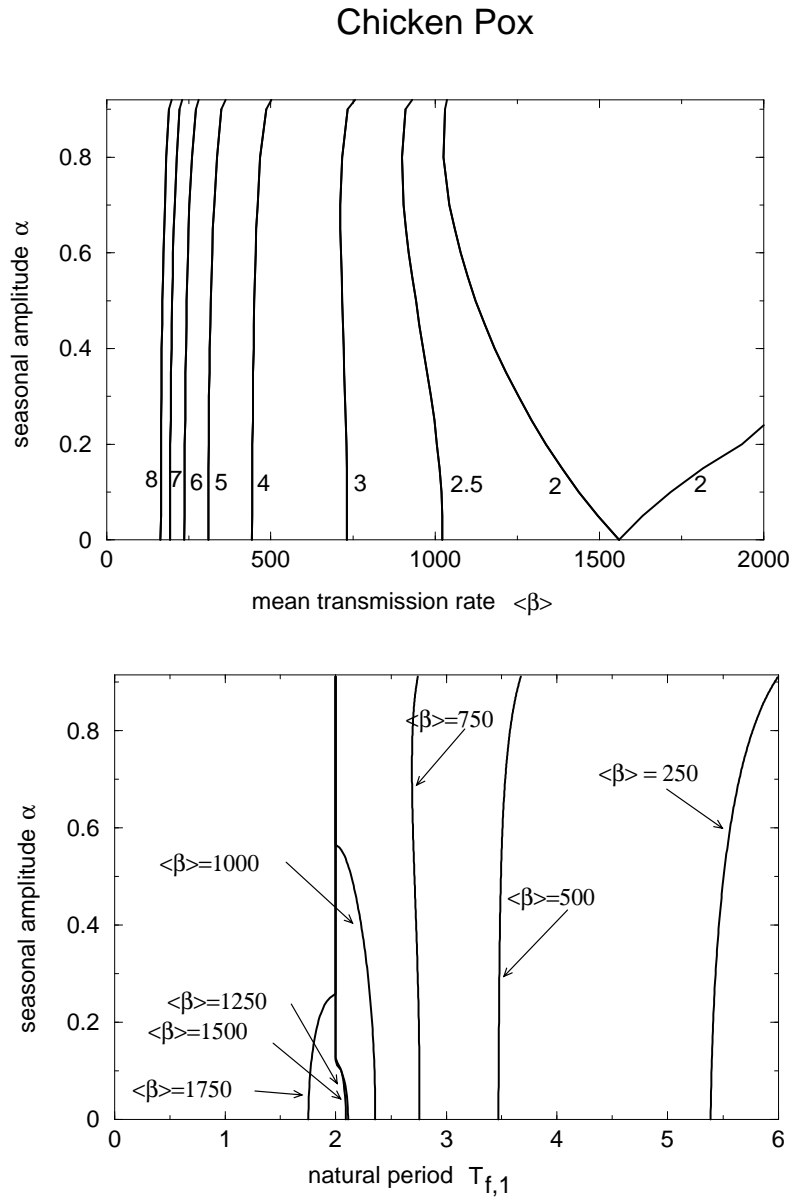 Chicken Pox
0.8
0.6
0.4
0.2
0
seasonal amplitude α
8 7 6 5 4 3 2.5 2 2
0 500 1000 1500 2000
mean transmission rate <β>
0.8
0.6
0.4
0.2
0
seasonal amplitude α
<β>=750
<β> = 250
<β>=1000
<β>=500
<β>=1250
<β>=1500
<β>=1750
0 1 2 3 4 5 6
natural period T_f,1